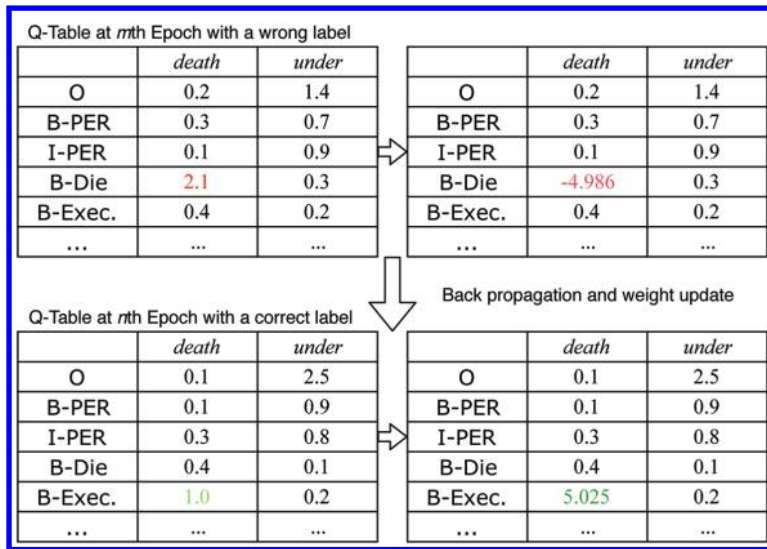 Q-Table at mth Epoch with a wrong label
death under death under
O 0.2 1.4 O 0.2 1.4
B-PER 0.3 0.7 B-PER 0.3 0.7
I-PER 0.1 0.9 I-PER 0.1 0.9
B-Die 2.1 0.3 B-Die -4.986 0.3
B-Exec. 0.4 0.2 B-Exec. 0.4 0.2
... ... ... ... ... ...
Back propagation and weight update
Q-Table at nth Epoch with a correct label
death under death under
O 0.1 2.5 O 0.1 2.5
B-PER 0.1 0.9 B-PER 0.1 0.9
I-PER 0.3 0.8 I-PER 0.3 0.8
B-Die 0.4 0.1 B-Die 0.4 0.1
B-Exec. 1.0 0.2 B-Exec. 5.025 0.2
... ... ... ... ... ...